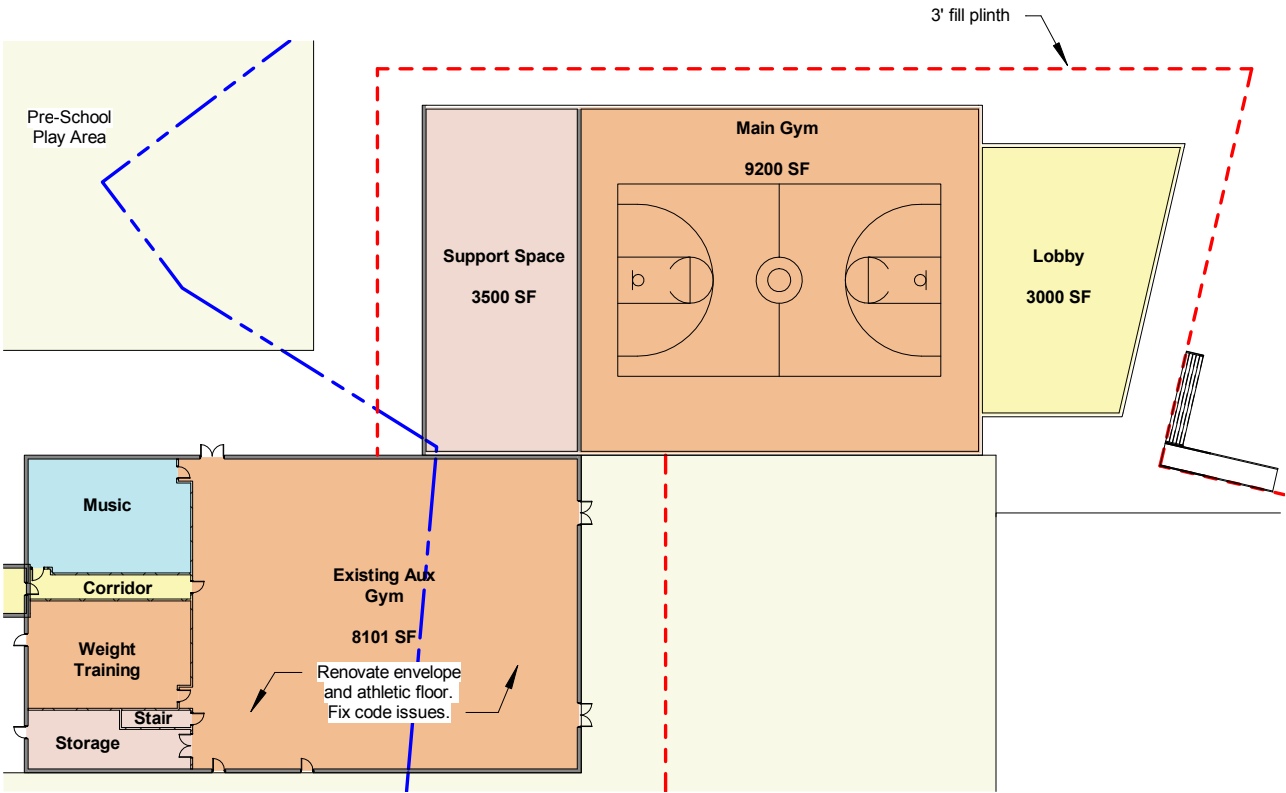 3' fill plinth
Pre-School
Play Area
Main Gym
9200 SF
Support Space
3500 SF
Lobby
3000 SF
Music
Corridor
Existing Aux
Gym
8101 SF
Weight
Training
Renovate envelope
and athletic floor.
Fix code issues.
Stair
Storage